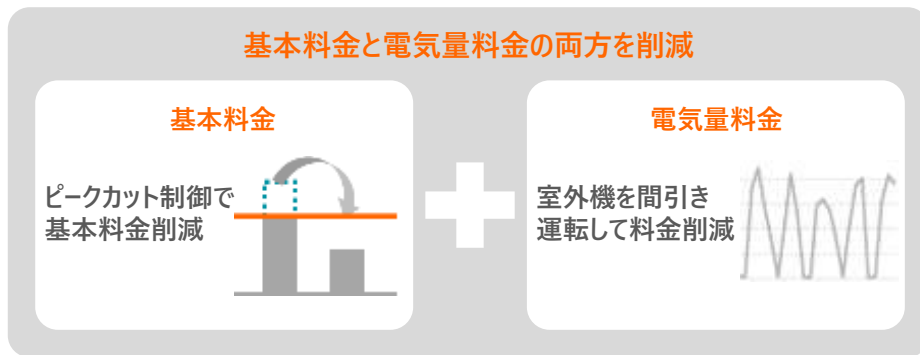 基本料金と電気量料金の両方を削減
基本料金
ピークカット制御で
基本料金削減
電気量料金
室外機を間引き
運転して料金削減